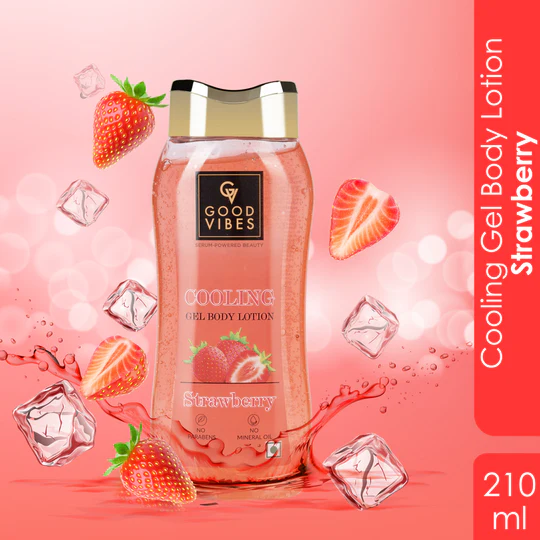 GV
GOOD
VIBES
SERUM POWERED BEAUTY
COOLING
GEL BODY LOTION
Strawberry
NO
PARABENS
NO
MINERAL OIL
Cooling Gel Body Lotion
Strawberry
210
ml